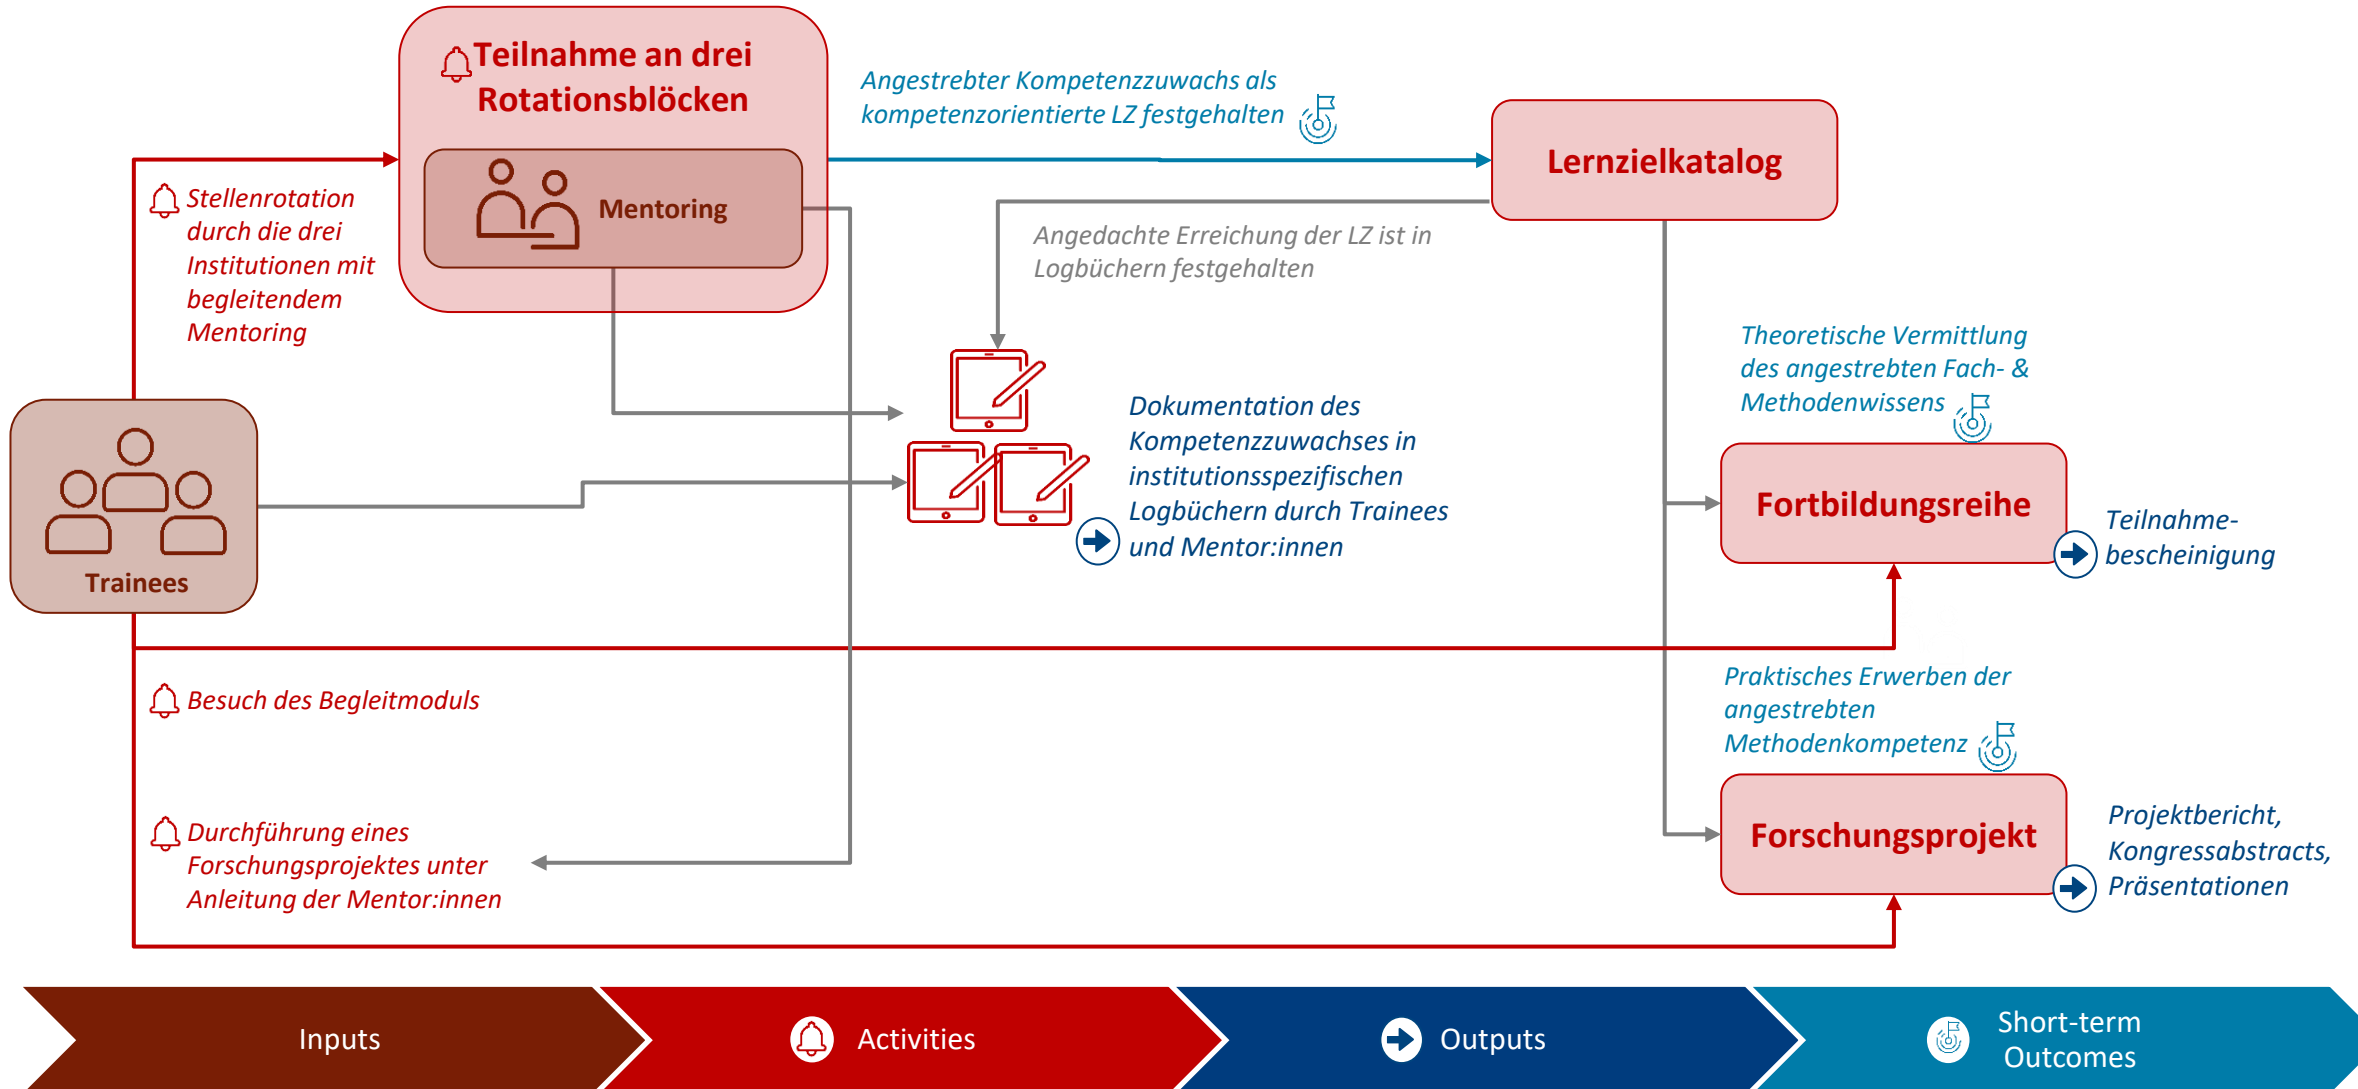 Teilnahme an drei
Rotationsblöcken
Mentoring
Angestrebter Kompetenzzuwachs als
kompetenzorientierte LZ festgehalten
Lernzielkatalog
Stellenrotation
durch die drei
Institutionen mit
begleitendem
Mentoring
Angedachte Erreichung der LZ ist in
Logbüchern festgehalten
Theoretische Vermittlung
des angestrebten Fach- &
Methodenwissens
Trainees
Dokumentation des
Kompetenzzuwachses in
institutionsspezifischen
Logbüchern durch Trainees
und Mentor:innen
Fortbildungsreihe
Teilnahme-
bescheinigung
Besuch des Begleitmoduls
Praktisches Erwerben der
angestrebten
Methodenkompetenz
Durchführung eines
Forschungsprojektes unter
Anleitung der Mentor:innen
Forschungsprojekt
Projektbericht,
Kongressabstracts,
Präsentationen
Inputs
Activities
Outputs
Short-term
Outcomes